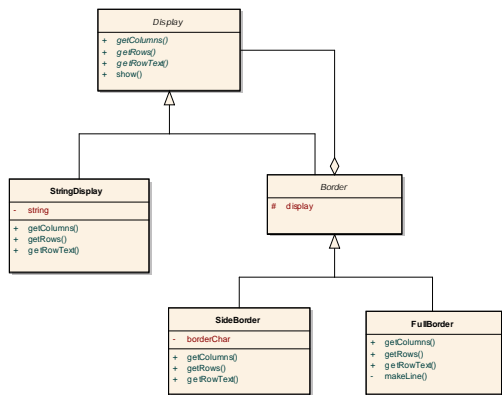 Display
+ getColumns()
+ getRows()
+ getRowText()
+ show()
StringDisplay
- string
+ getColumns()
+ getRows()
+ getRowText()
Border
# display
SideBorder
- borderChar
+ getColumns()
+ getRows()
+ getRowText()
FullBorder
+ getColumns()
+ getRows()
+ getRowText()
- makeLine()